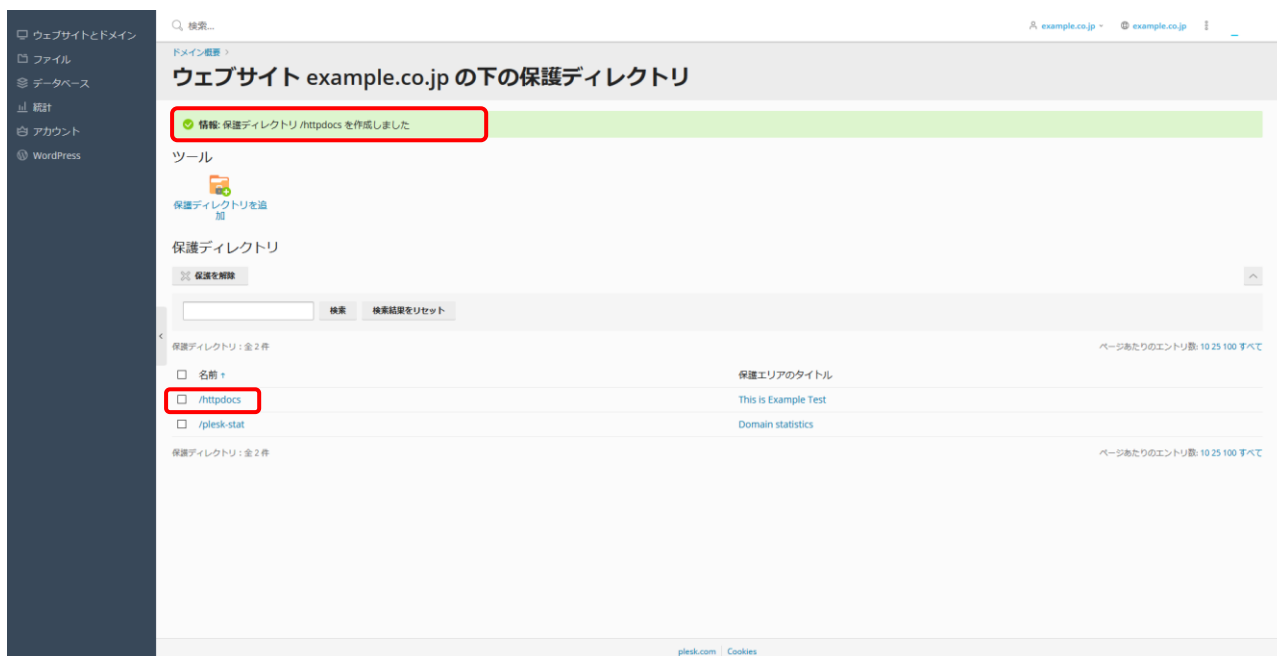 ウェブサイトとドメイン
ファイル
データベース
統計
アカウント
WordPress
検索...
example.co.jp
example.co.jp
ドメイン概要 >
ウェブサイト example.co.jp の下の保護ディレクトリ
情報: 保護ディレクトリ /httpdocs を作成しました
ツール
保護ディレクトリを追
加
保護ディレクトリ
保護を解除
検索 検索結果をリセット
保護ディレクトリ : 全 2 件 ページあたりのエントリ数: 10 25 100 すべて
名前 ↑ 保護エリアのタイトル
/httpdocs This is Example Test
/plesk-stat Domain statistics
保護ディレクトリ : 全 2 件 ページあたりのエントリ数: 10 25 100 すべて
plesk.com | Cookies